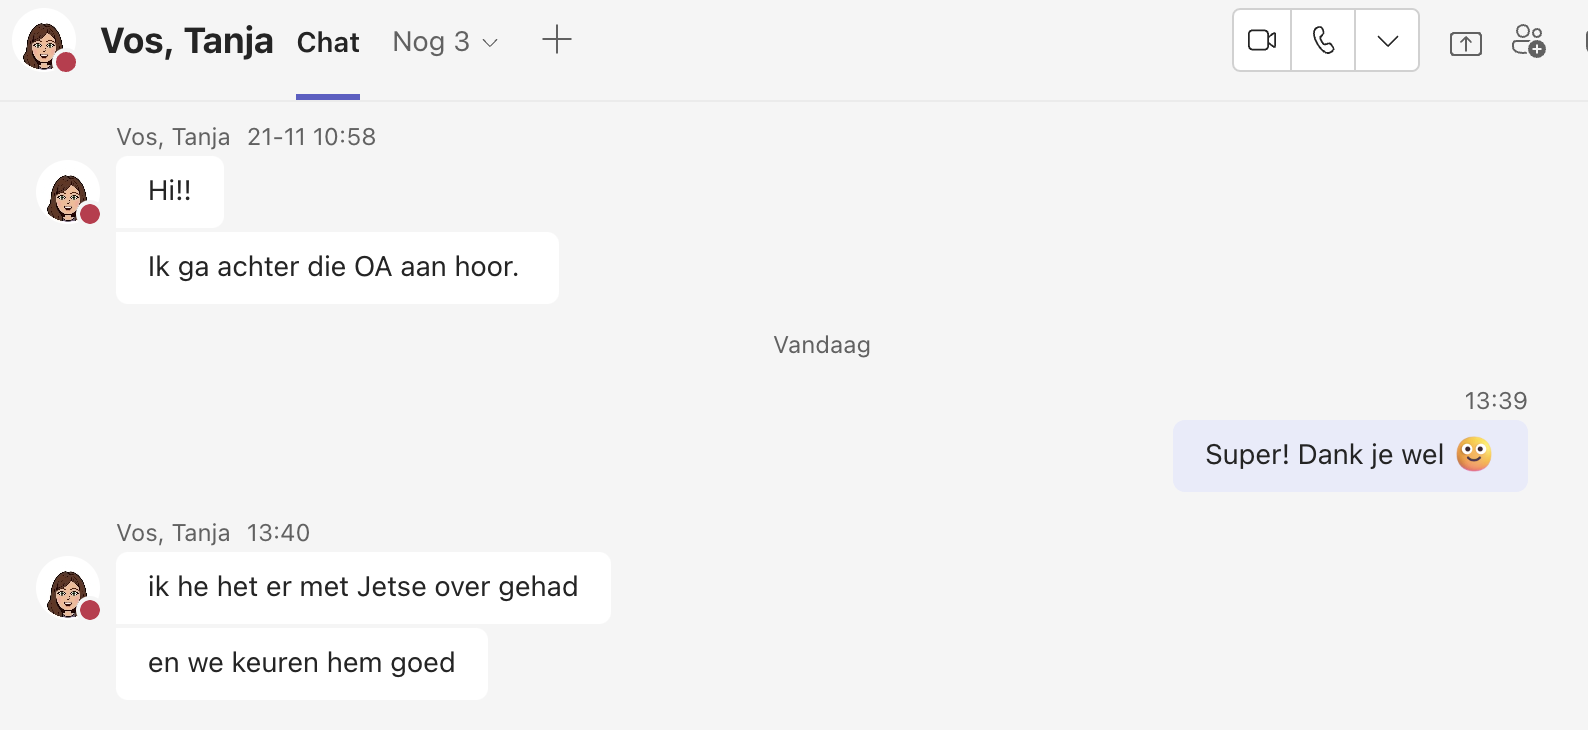 Vos, Tanja Chat Nog 3
Vos, Tanja 21-11 10:58
Hi!!
Ik ga achter die OA aan hoor.
Vandaag
13:39
Super! Dank je wel
Vos, Tanja 13:40
ik he het er met Jetse over gehad
en we keuren hem goed